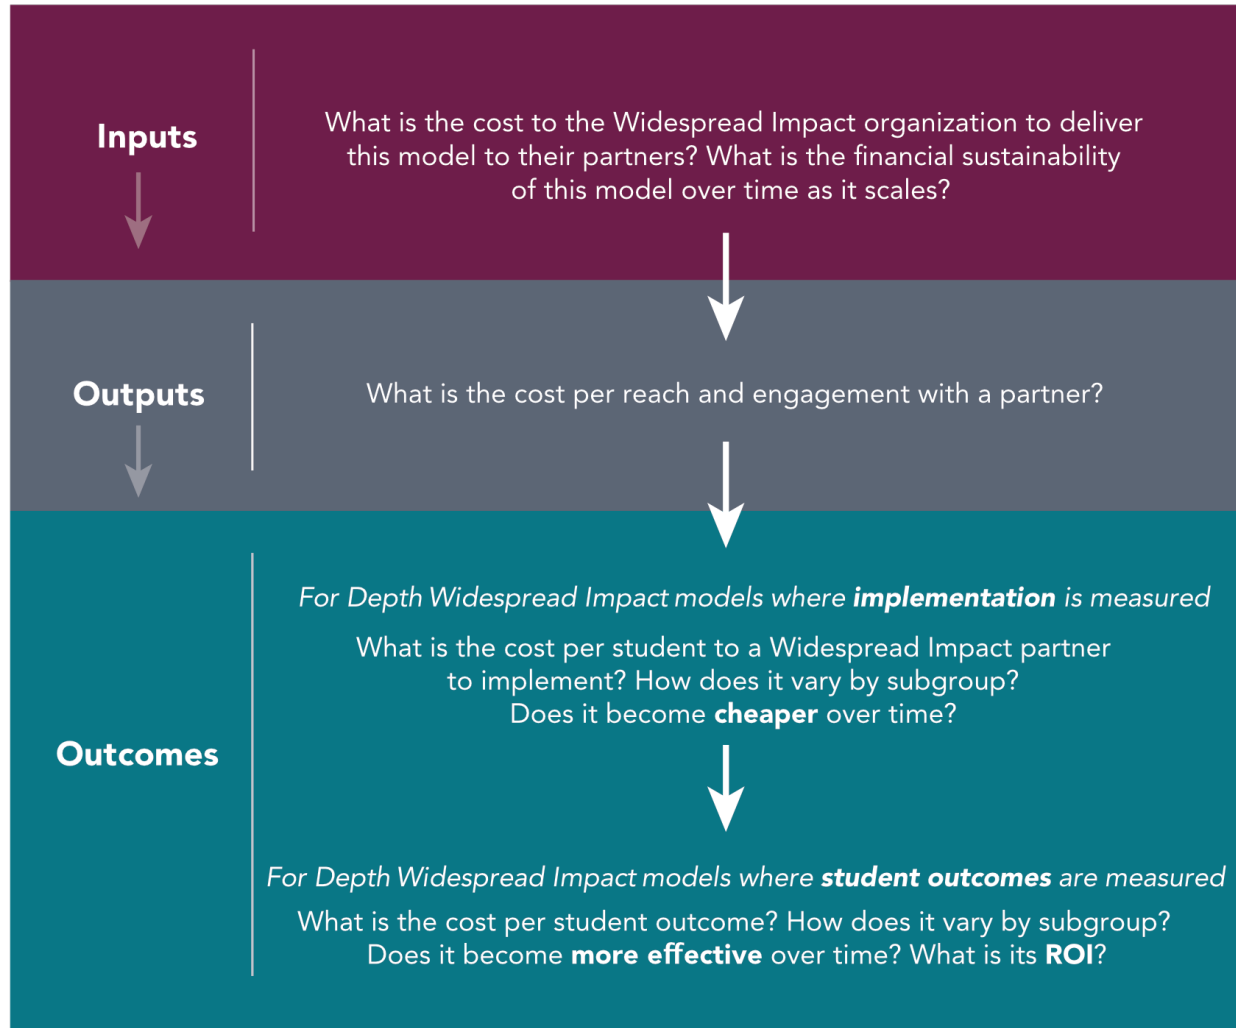 Inputs
What is the cost to the Widespread Impact organization to deliver
this model to their partners? What is the financial sustainability
of this model over time as it scales?
Outputs
What is the cost per reach and engagement with a partner?
Outcomes
For Depth Widespread Impact models where implementation is measured
What is the cost per student to a Widespread Impact partner
to implement? How does it vary by subgroup?
Does it become cheaper over time?
For Depth Widespread Impact models where student outcomes are measured
What is the cost per student outcome? How does it vary by subgroup?
Does it become more effective over time? What is its ROI?